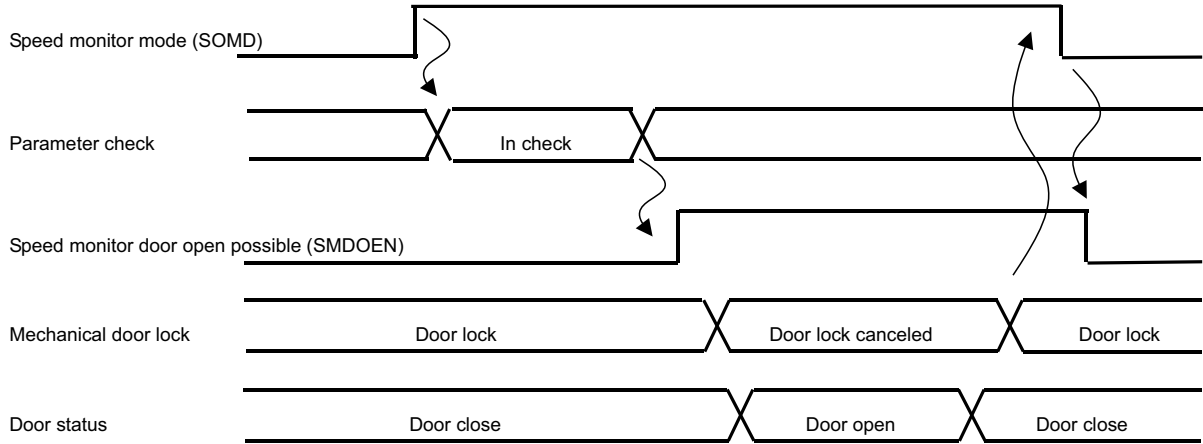 Speed monitor mode (SOMD)
Parameter check
In check
Speed monitor door open possible (SMDOEN)
Mechanical door lock
Door lock
Door lock canceled
Door lock
Door status
Door close
Door open
Door close